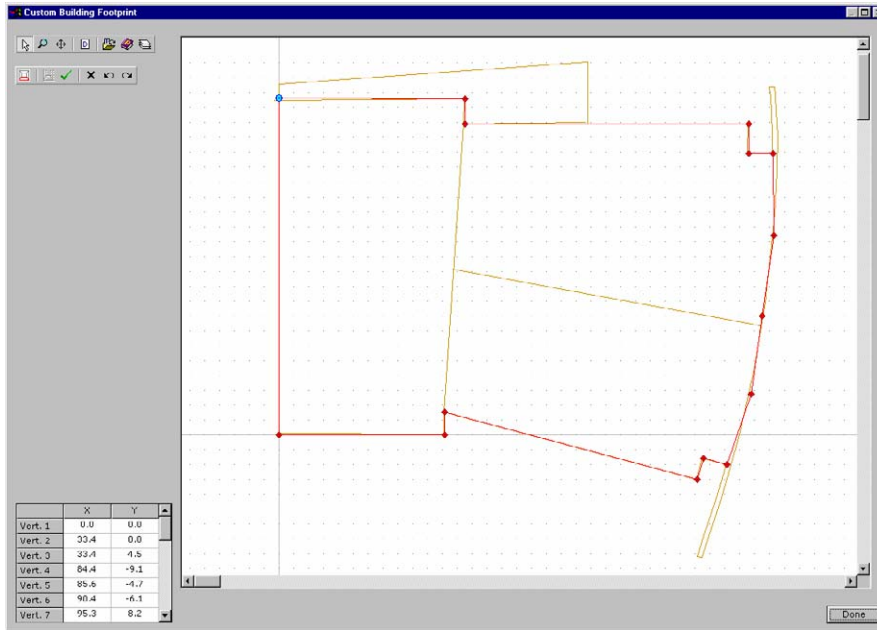 Custom Building Footprint
X Y
Vert. 1 0.0 0.0
Vert. 2 33.4 0.0
Vert. 3 33.4 4.5
Vert. 4 84.4 -9.1
Vert. 5 85.6 -4.7
Vert. 6 90.4 -6.1
Vert. 7 95.3 8.2
Done